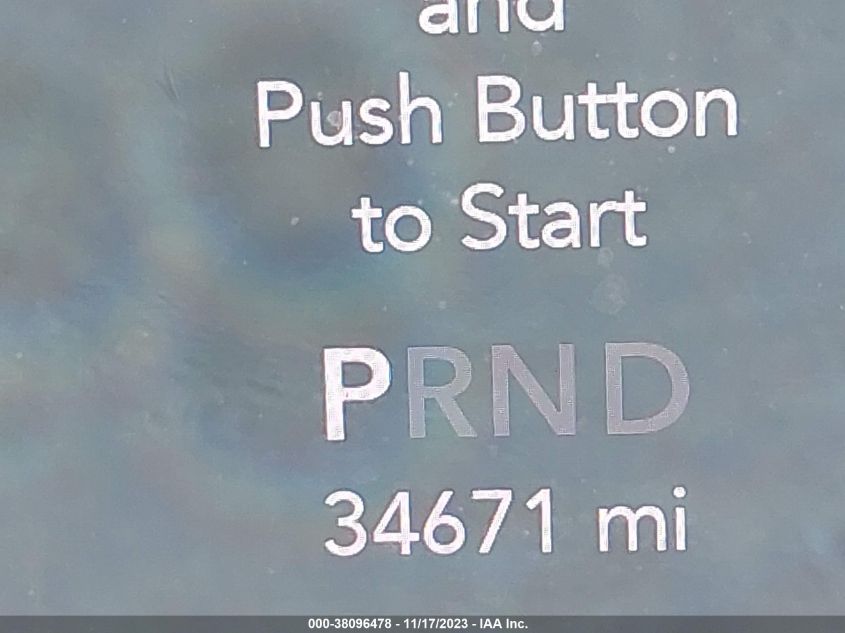 and
Push Button
to Start
PRND
34671 mi
000-38096478 - 11/17/2023 - IAA Inc.